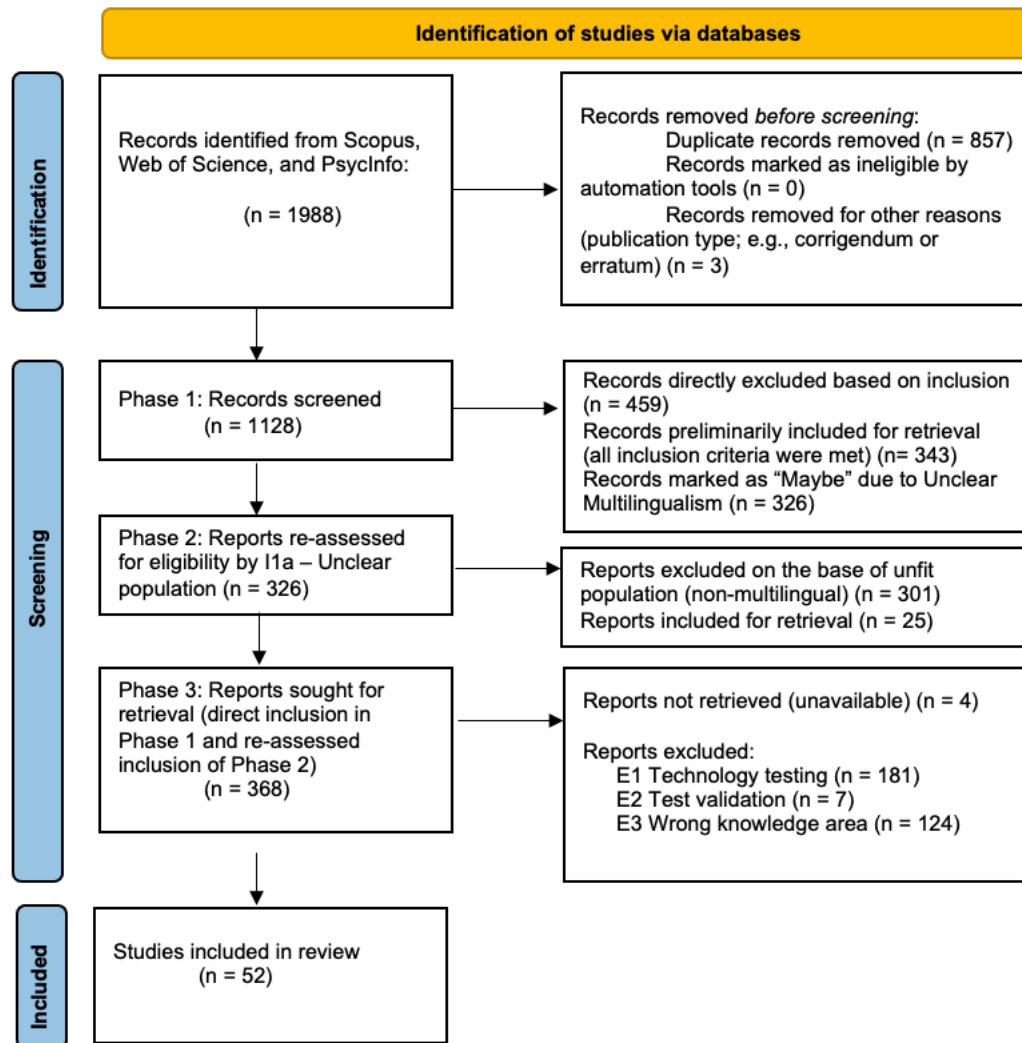 Identification of studies via databases
Identification
Records identified from Scopus,
Web of Science, and PsycInfo:
(n = 1988)
Records removed before screening:
Duplicate records removed (n = 857)
Records marked as ineligible by
automation tools (n = 0)
Records removed for other reasons
(publication type; e.g., corrigendum or
erratum) (n = 3)
Screening
Phase 1: Records screened
(n = 1128)
Records directly excluded based on inclusion
(n = 459)
Records preliminarily included for retrieval
(all inclusion criteria were met) (n= 343)
Records marked as “Maybe” due to Unclear
Multilingualism (n = 326)
Phase 2: Reports re-assessed
for eligibility by I1a – Unclear
population (n = 326)
Reports excluded on the base of unfit
population (non-multilingual) = 301)
Reports included for retrieval (n = 25)
Phase 3: Reports sought for
retrieval (direct inclusion in
Phase 1 and re-assessed
inclusion of Phase 2)
(n = 368)
Reports not retrieved (unavailable) (n = 4)
Reports excluded:
E1 Technology testing (n = 181)
E2 Test validation (n = 7)
E3 Wrong knowledge area (n = 124)
Included
Studies included in review
(n = 52)